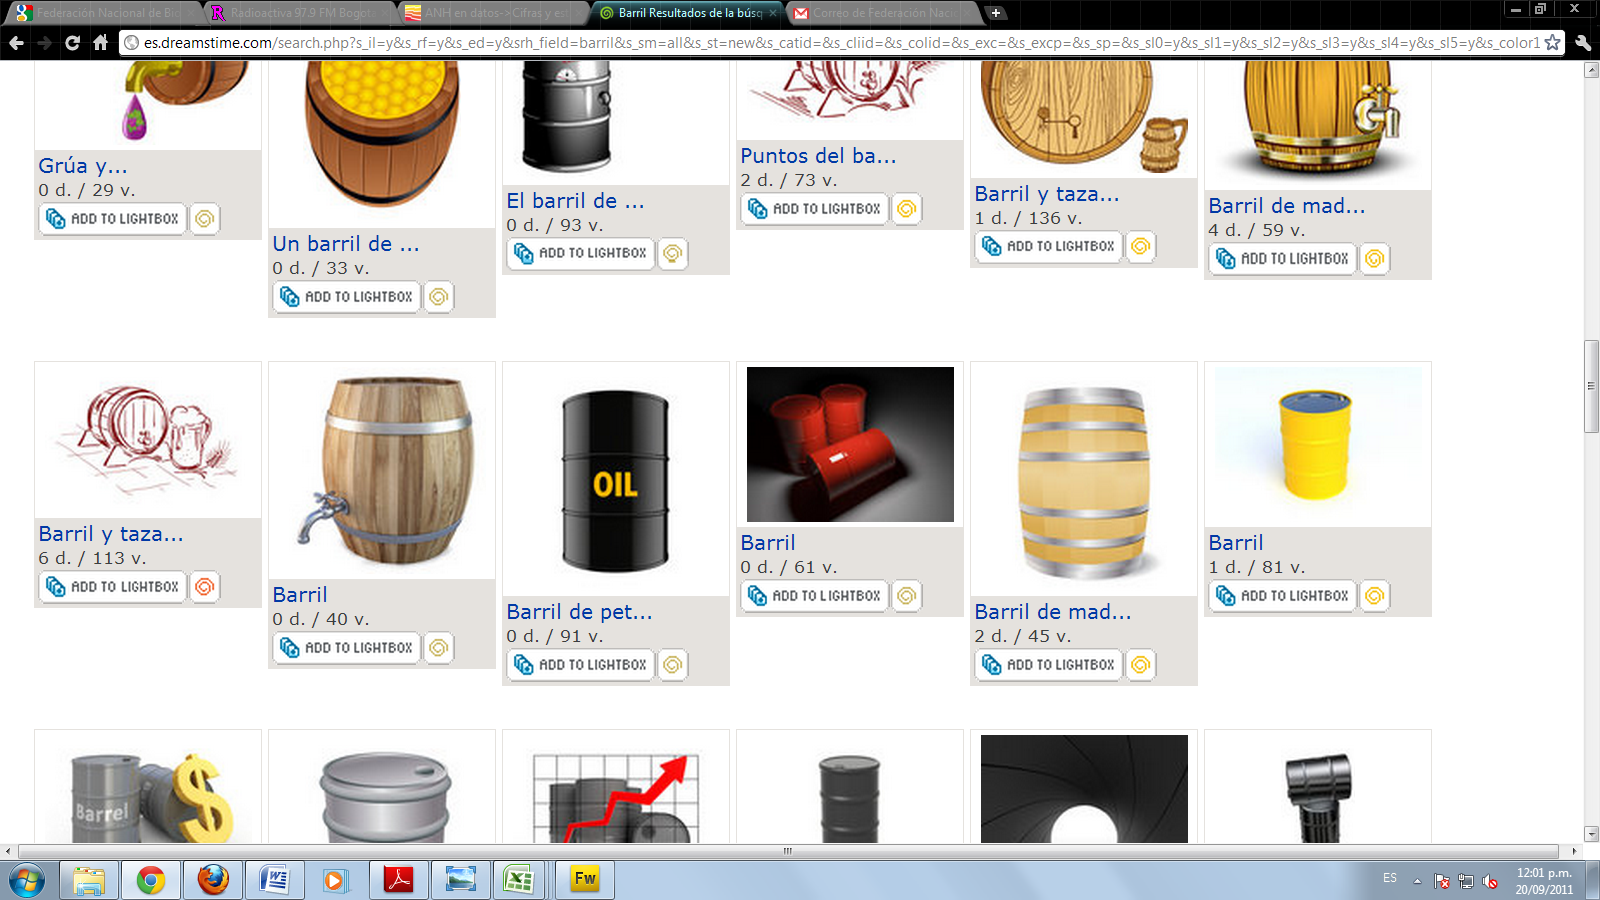 Federación Nacional de Bi
Radioactiva 97.9 FM Bogo
ANH en datos->Cifras y es
Barril Resultados de la búsq
Correo de Federación Nacio
es.dreamstime.com/search.php?s_il=y&s_rf=y&s_ed=y&srh_field=barril&s_sm=all&s_st=new&s_catid=&s_cliid=&s_colid=&s_exc=&s_excp=&s_sp=&s_sl0=y&s_sl1=y&s_sl2=y&s_sl3=y&s_sl4=y&s_sl5=y&s_color1
Grúa y...
0 d. / 29 v.
ADD TO LIGHTBOX
Un barril de ...
0 d. / 33 v.
ADD TO LIGHTBOX
El barril de ...
0 d. / 93 v.
ADD TO LIGHTBOX
Puntos del ba...
2 d. / 73 v.
ADD TO LIGHTBOX
Barril y taza...
1 d. / 136 v.
ADD TO LIGHTBOX
Barril de mad...
4 d. / 59 v.
ADD TO LIGHTBOX
Barril y taza...
6 d. / 113 v.
ADD TO LIGHTBOX
Barril
0 d. / 40 v.
ADD TO LIGHTBOX
OIL
Barril de pet...
0 d. / 91 v.
ADD TO LIGHTBOX
Barril
0 d. / 61 v.
ADD TO LIGHTBOX
Barril de mad...
2 d. / 45 v.
ADD TO LIGHTBOX
Barril
1 d. / 81 v.
ADD TO LIGHTBOX
Barrel
$
Fw
ES
12:01 p.m.
20/09/2011